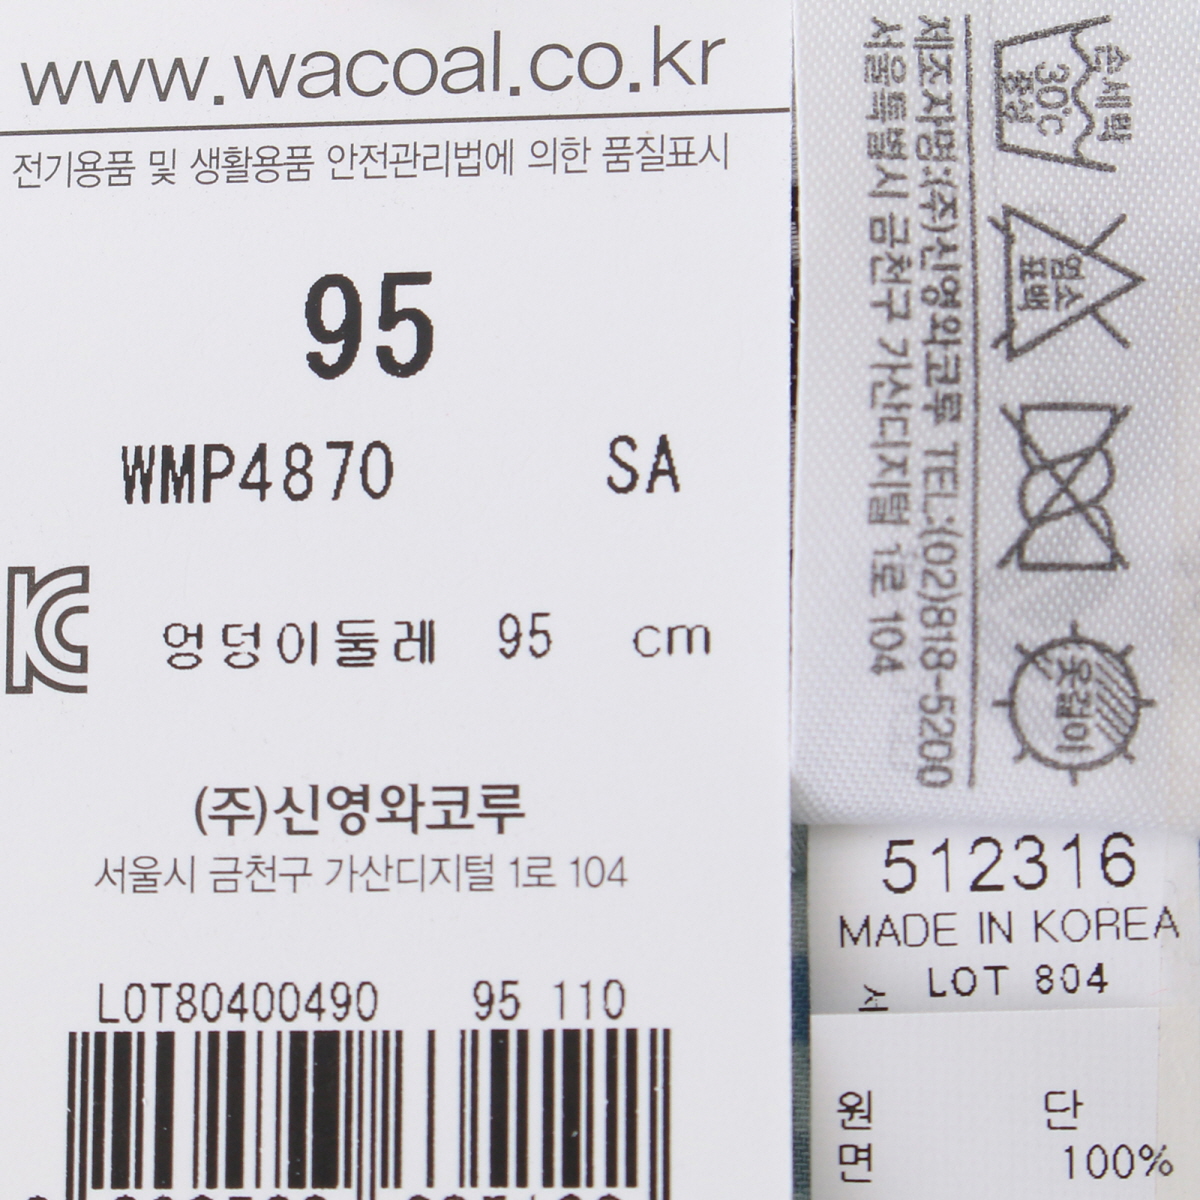 www.wacoal.co.kr
전기용품 및 생활용품 안전관리법에 의한 품질표시
95
WMP4870 SA
KC
엉덩이둘레 95 cm
(주)신영와코루
서울시 금천구 가산디지털 1로 104
LOT80400490 95 110
손세탁
30℃
중성
염소
표백
옷걸이
제조자명:(주)신영와코루 TEL:(02)818-5200
서울특별시 금천구 가산디지털 1로 104
512316
MADE IN KOREA
LOT 804
원 단
면 100%